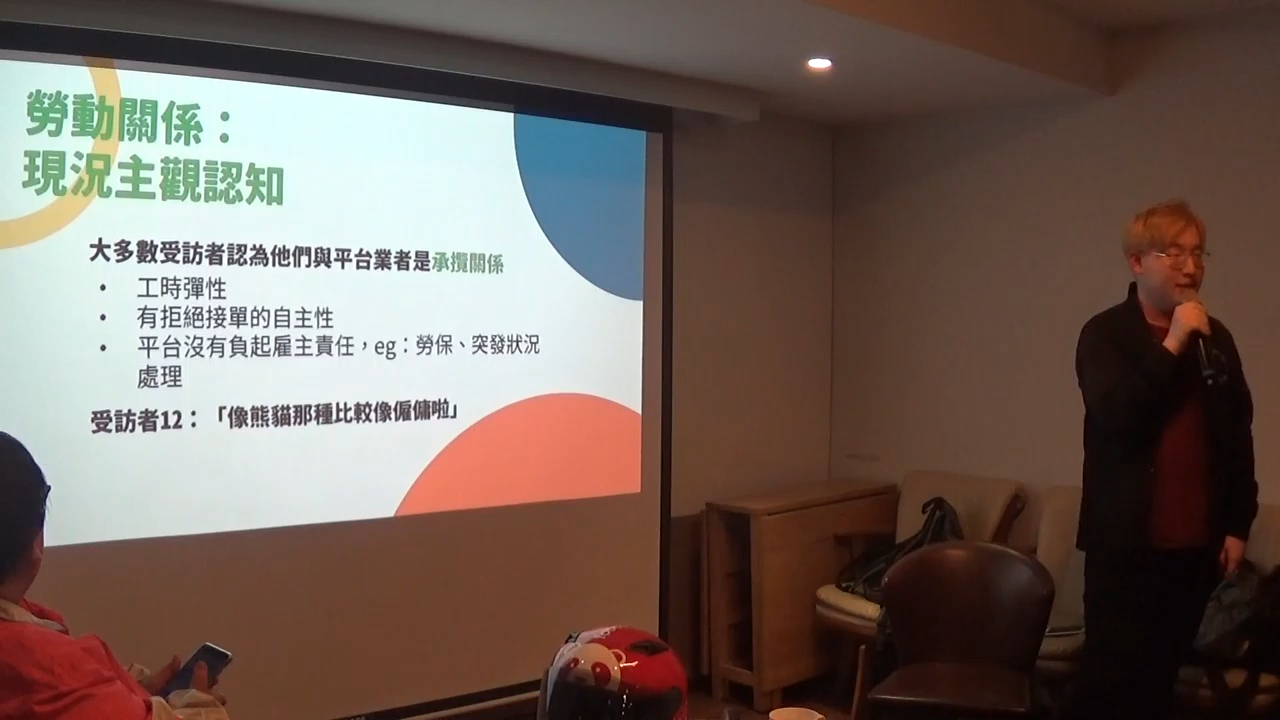 勞動關係：
現況主觀認知
大多數受訪者認為他們與平台業者是承攬關係
• 工時彈性
• 有拒絕接單的自主性
• 平台沒有負起雇主責任，eg：勞保、突發狀況
處理
受訪者12：「像熊貓那種比較像僱傭啦」